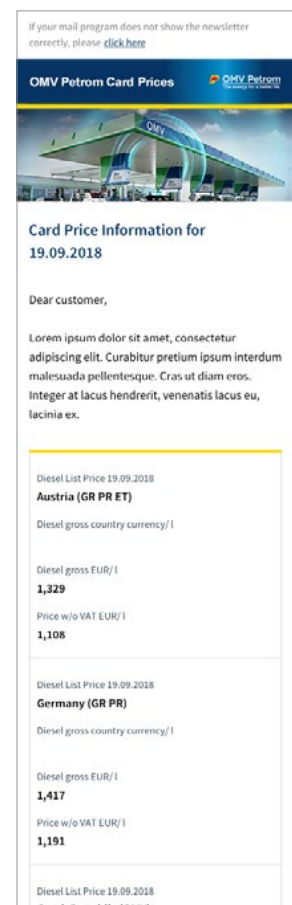 If your mail program does not show the newsletter
correctly, please click here
OMV Petrom Card Prices
OMV Petrom
The energy for a better life.
OMV
Card Price Information for
19.09.2018
Dear customer,
Lorem ipsum dolor sit amet, consectetur
adipiscing elit. Curabitur pretium ipsum interdum
malesuada pellentesque. Cras ut diam eros.
Integer at lacus hendrerit, venenatis lacus eu,
lacinia ex.
Diesel List Price 19.09.2018
Austria (GR PR ET)
Diesel gross country currency/ l
Diesel gross EUR/ l
1,329
Price w/o VAT EUR/ l
1,108
Diesel List Price 19.09.2018
Germany (GR PR)
Diesel gross country currency/ l
Diesel gross EUR/ l
1,417
Price w/o VAT EUR/ l
1,191
Diesel List Price 19.09.2018